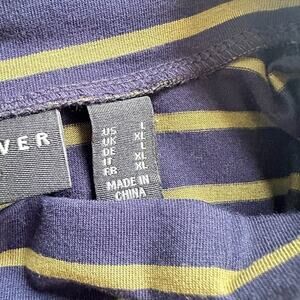 VER
US L
UK XL
DE L
IT XL
FR XL
MADE IN
CHINA